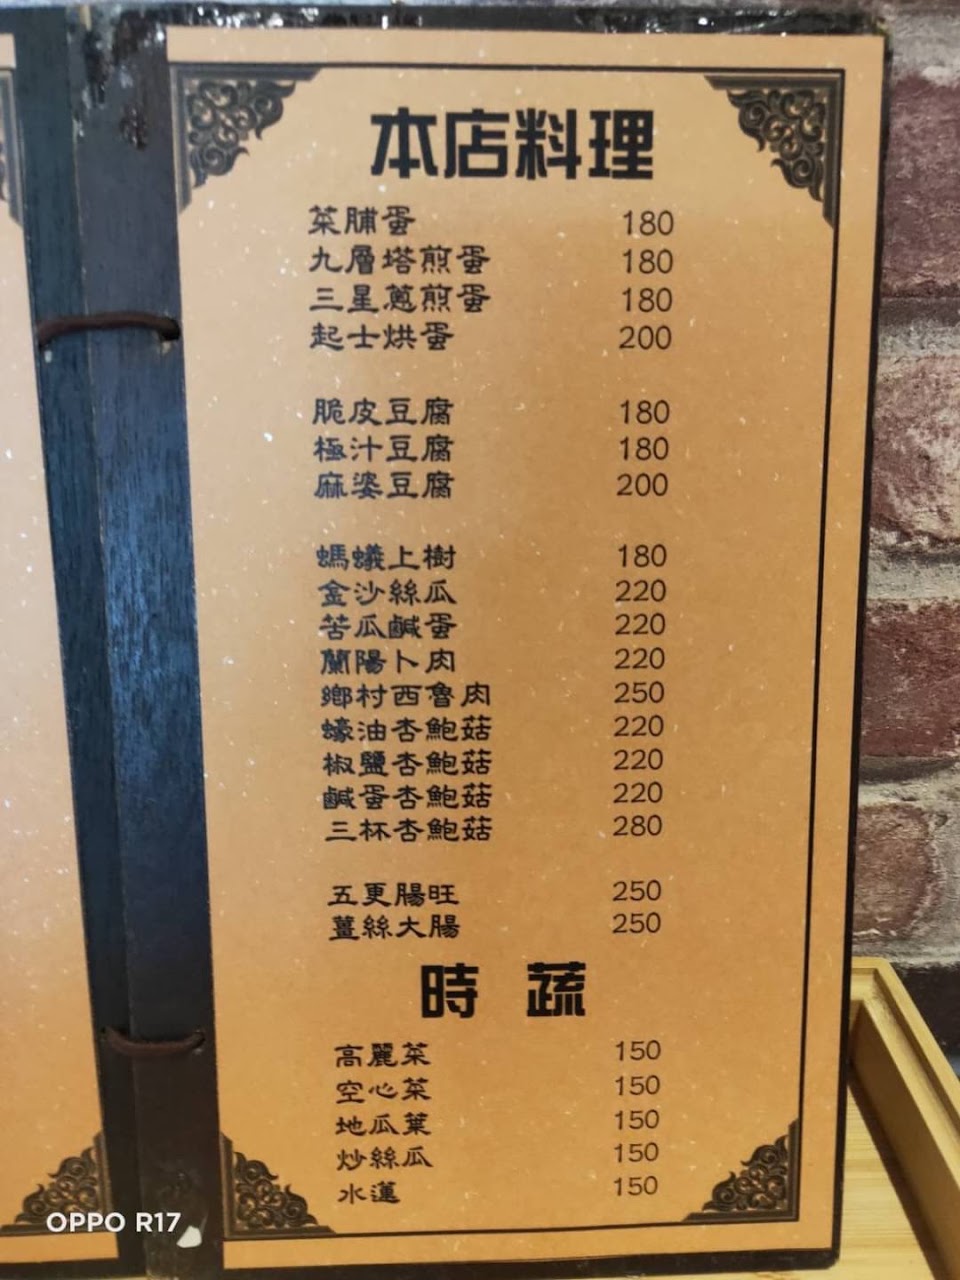 本店料理
菜脯蛋 180
九層塔煎蛋 180
三星蔥煎蛋 180
起士烘蛋 200
脆皮豆腐 180
極汁豆腐 180
麻婆豆腐 200
螞蟻上樹 180
金沙絲瓜 220
苦瓜鹹蛋 220
蘭陽卜肉 220
鄉村西魯肉 250
蠔油杏鮑菇 220
椒鹽杏鮑菇 220
鹹蛋杏鮑菇 220
三杯杏鮑菇 280
五更腸旺 250
薑絲大腸 250
時 蔬
高麗菜 150
空心菜 150
地瓜葉 150
炒絲瓜 150
水蓮 150
OPPO R17